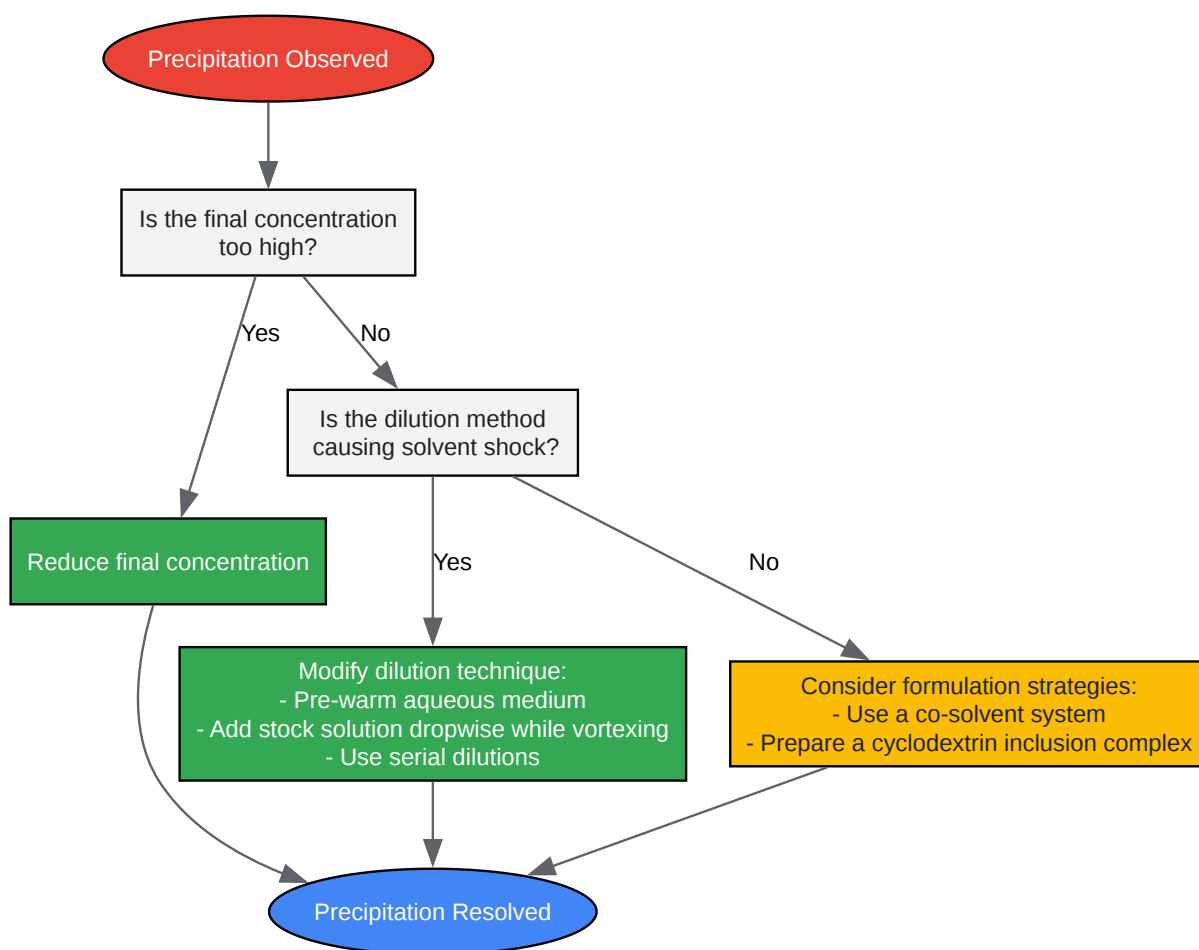 Precipitation Observed
Is the final concentration
too high?
Yes
No
Is the dilution method
causing solvent shock?
Reduce final concentration
Yes
No
Modify dilution technique:
- Pre-warm aqueous medium
- Add stock solution dropwise while vortexing
- Use serial dilutions
Consider formulation strategies:
- Use a co-solvent system
- Prepare a cyclodextrin inclusion complex
Precipitation Resolved